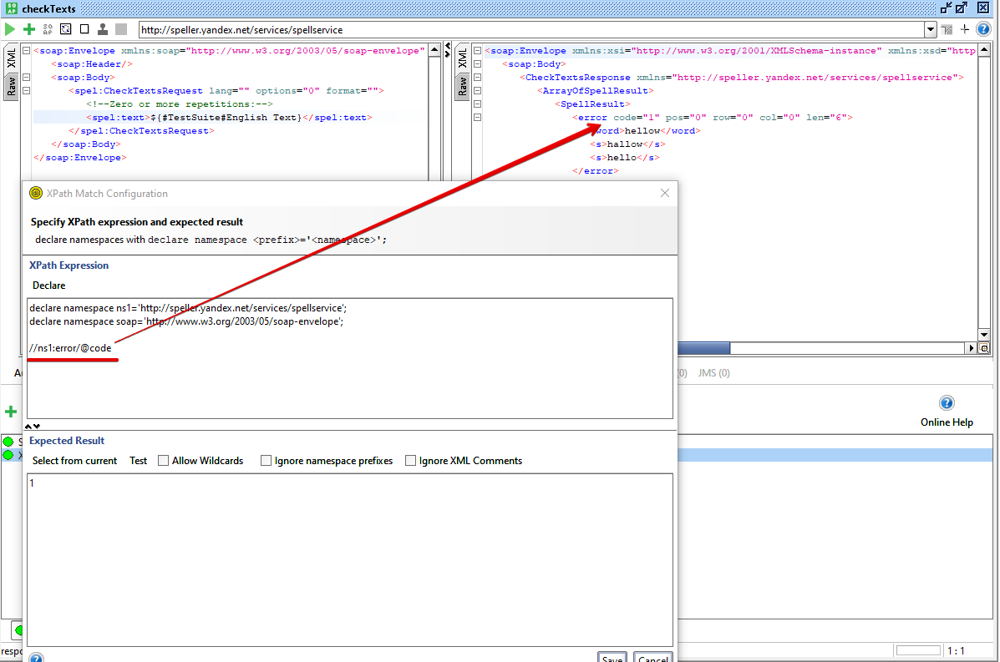 checkTexts
http://speller.yandex.net/services/spellservice
XML
Raw
<soap:Envelope xmlns:soap="http://www.w3.org/2003/05/soap-envelope"
<soap:Header/>
<soap:Body>
<spel:CheckTextsRequest lang="" options="0" format="">
<!--Zero or more repetitions:-->
<spel:text>${#TestSuite#English Text}</spel:text>
</spel:CheckTextsRequest>
</soap:Body>
</soap:Envelope>
XML
Raw
<soap:Envelope xmlns:xsi="http://www.w3.org/2001/XMLSchema-instance" xmlns:xsd="http
<soap:Body>
<CheckTextsResponse xmlns="http://speller.yandex.net/services/spellservice">
<ArrayOfSpellResult>
<SpellResult>
<error code="1" pos="0" row="0" col="0" len="6">
word>hellow</word>
<s>hallow</s>
<s>hello</s>
</error>
XPath Match Configuration
Specify XPath expression and expected result
declare namespaces with declare namespace <prefix>='<namespace>';
XPath Expression
Declare
declare namespace ns1='http://speller.yandex.net/services/spellservice';
declare namespace soap='http://www.w3.org/2003/05/soap-envelope';
//ns1:error/@code
(0) JMS (0)
Online Help
Expected Result
Select from current Test Allow Wildcards Ignore namespace prefixes Ignore XML Comments
1
Save Cancel
respo
1 : 1